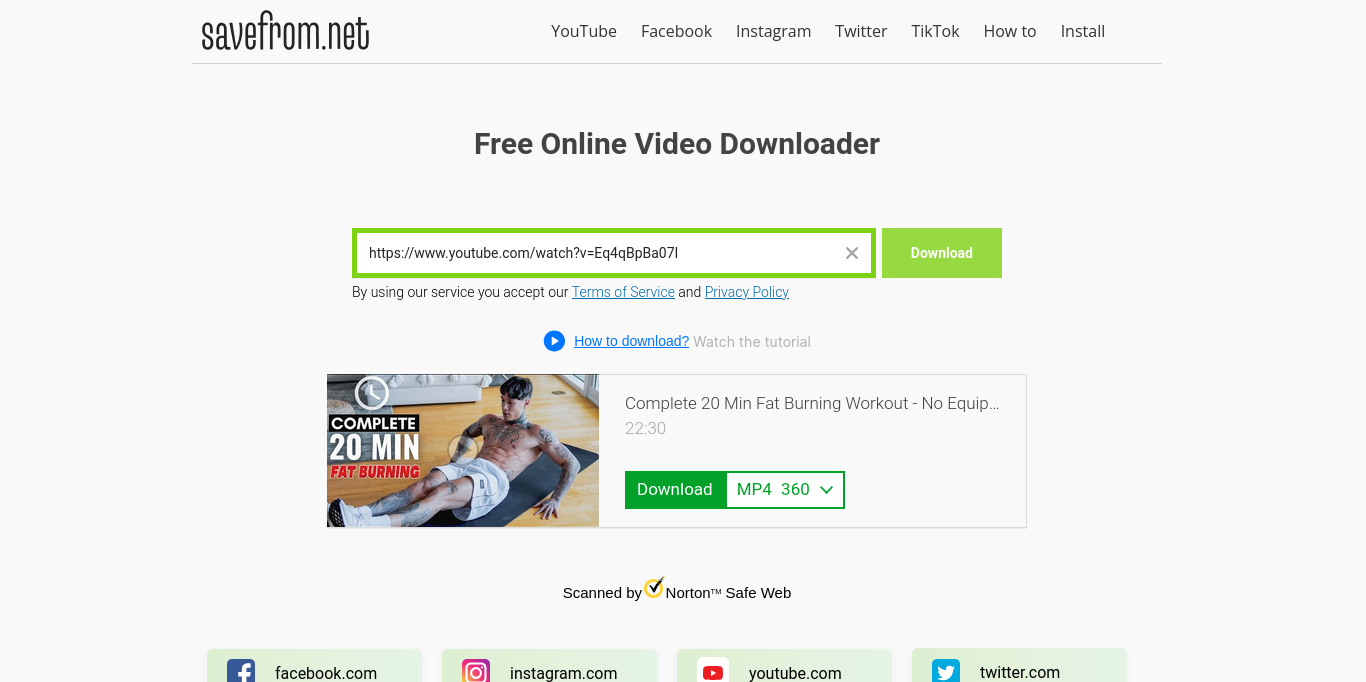 savefrom.net
YouTube Facebook Instagram Twitter TikTok How to Install
Free Online Video Downloader
https://www.youtube.com/watch?v=Eq4qBpBa07I
Download
By using our service you accept our Terms of Service and Privacy Policy
How to download? Watch the tutorial
COMPLETE
20 MIN
FAT BURNING
Complete 20 Min Fat Burning Workout - No Equip...
22:30
Download MP4 360
Scanned by Norton™ Safe Web
facebook.com
instagram.com
youtube.com
twitter.com